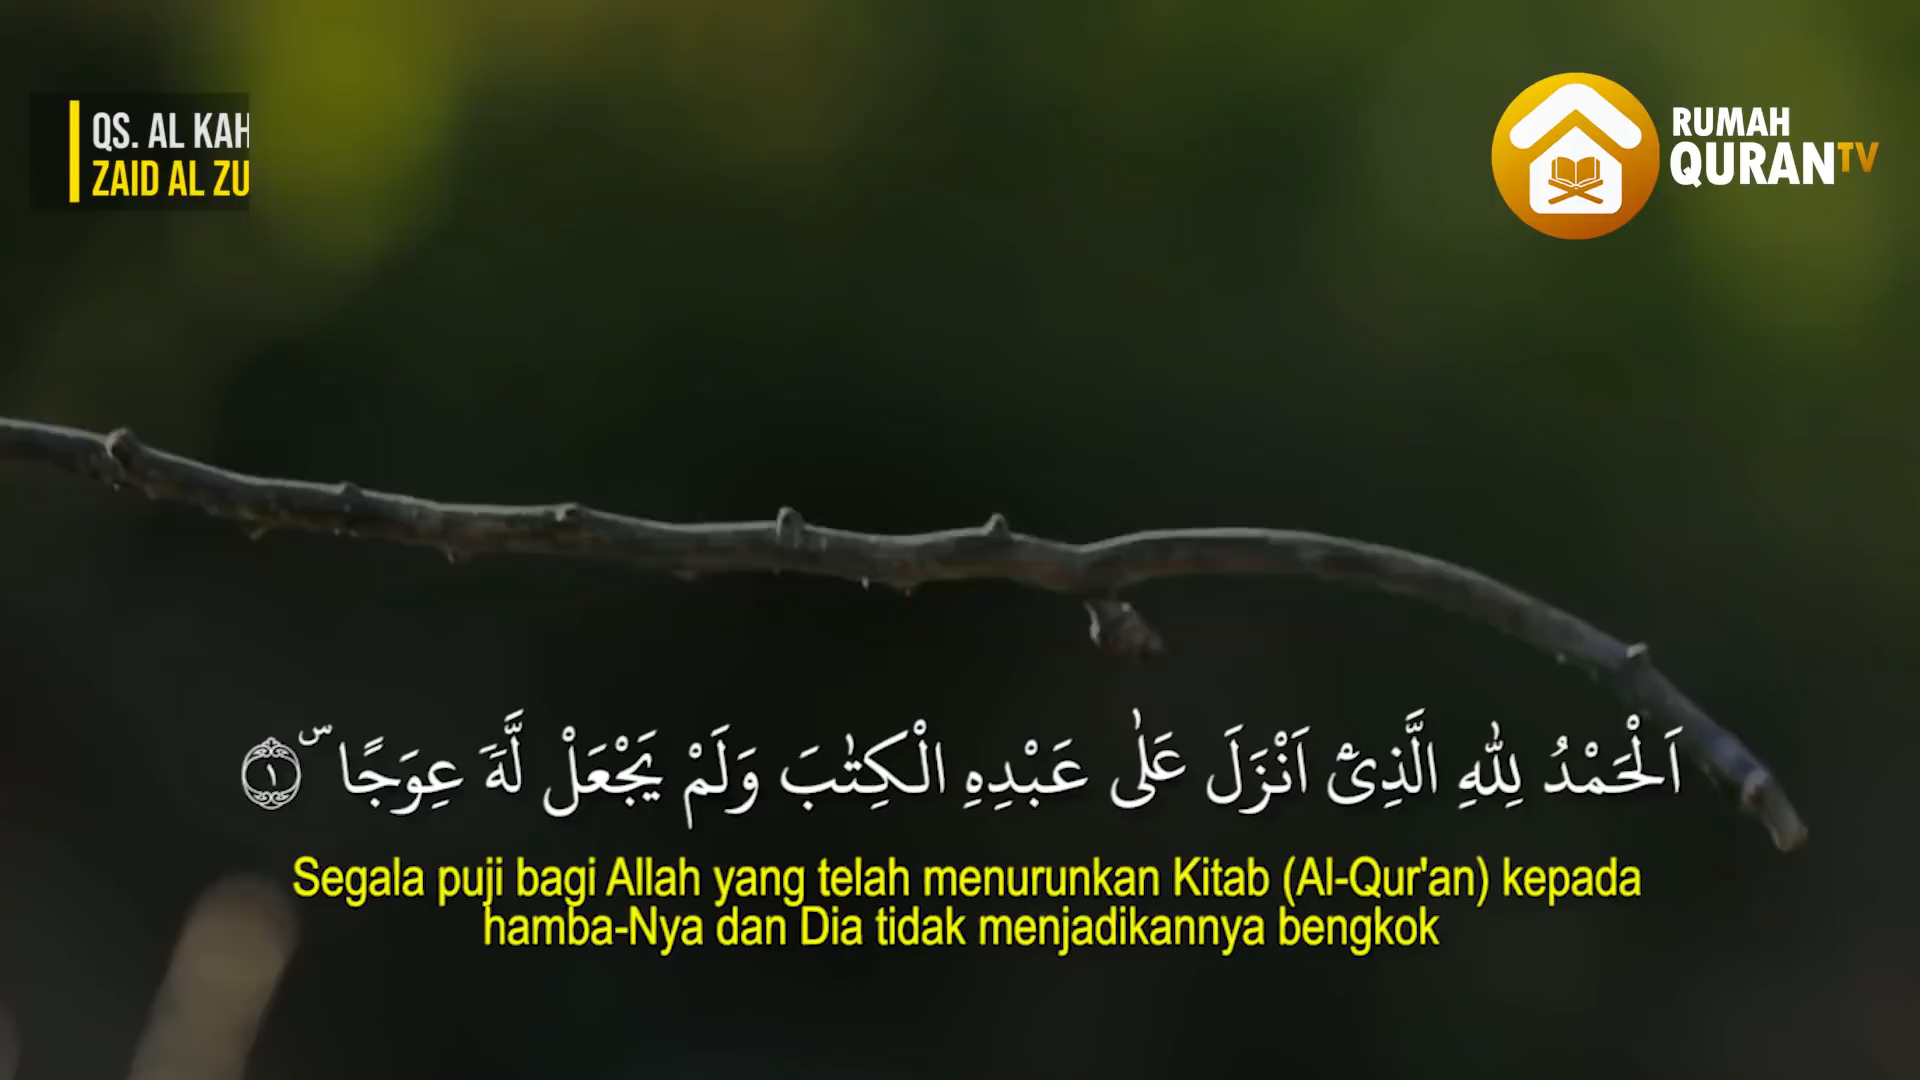 QS. AL KAH
ZAID AL ZU
RUMAH
QURANTV
اَلْحَمْدُ لِلّٰهِ الَّذِيْٓ اَنْزَلَ عَلٰى عَبْدِهِ الْكِتٰبَ وَلَمْ يَجْعَلْ لَّهٗ عِوَجًا ۜ ١
Segala puji bagi Allah yang telah menurunkan Kitab (Al-Qur'an) kepada
hamba-Nya dan Dia tidak menjadikannya bengkok